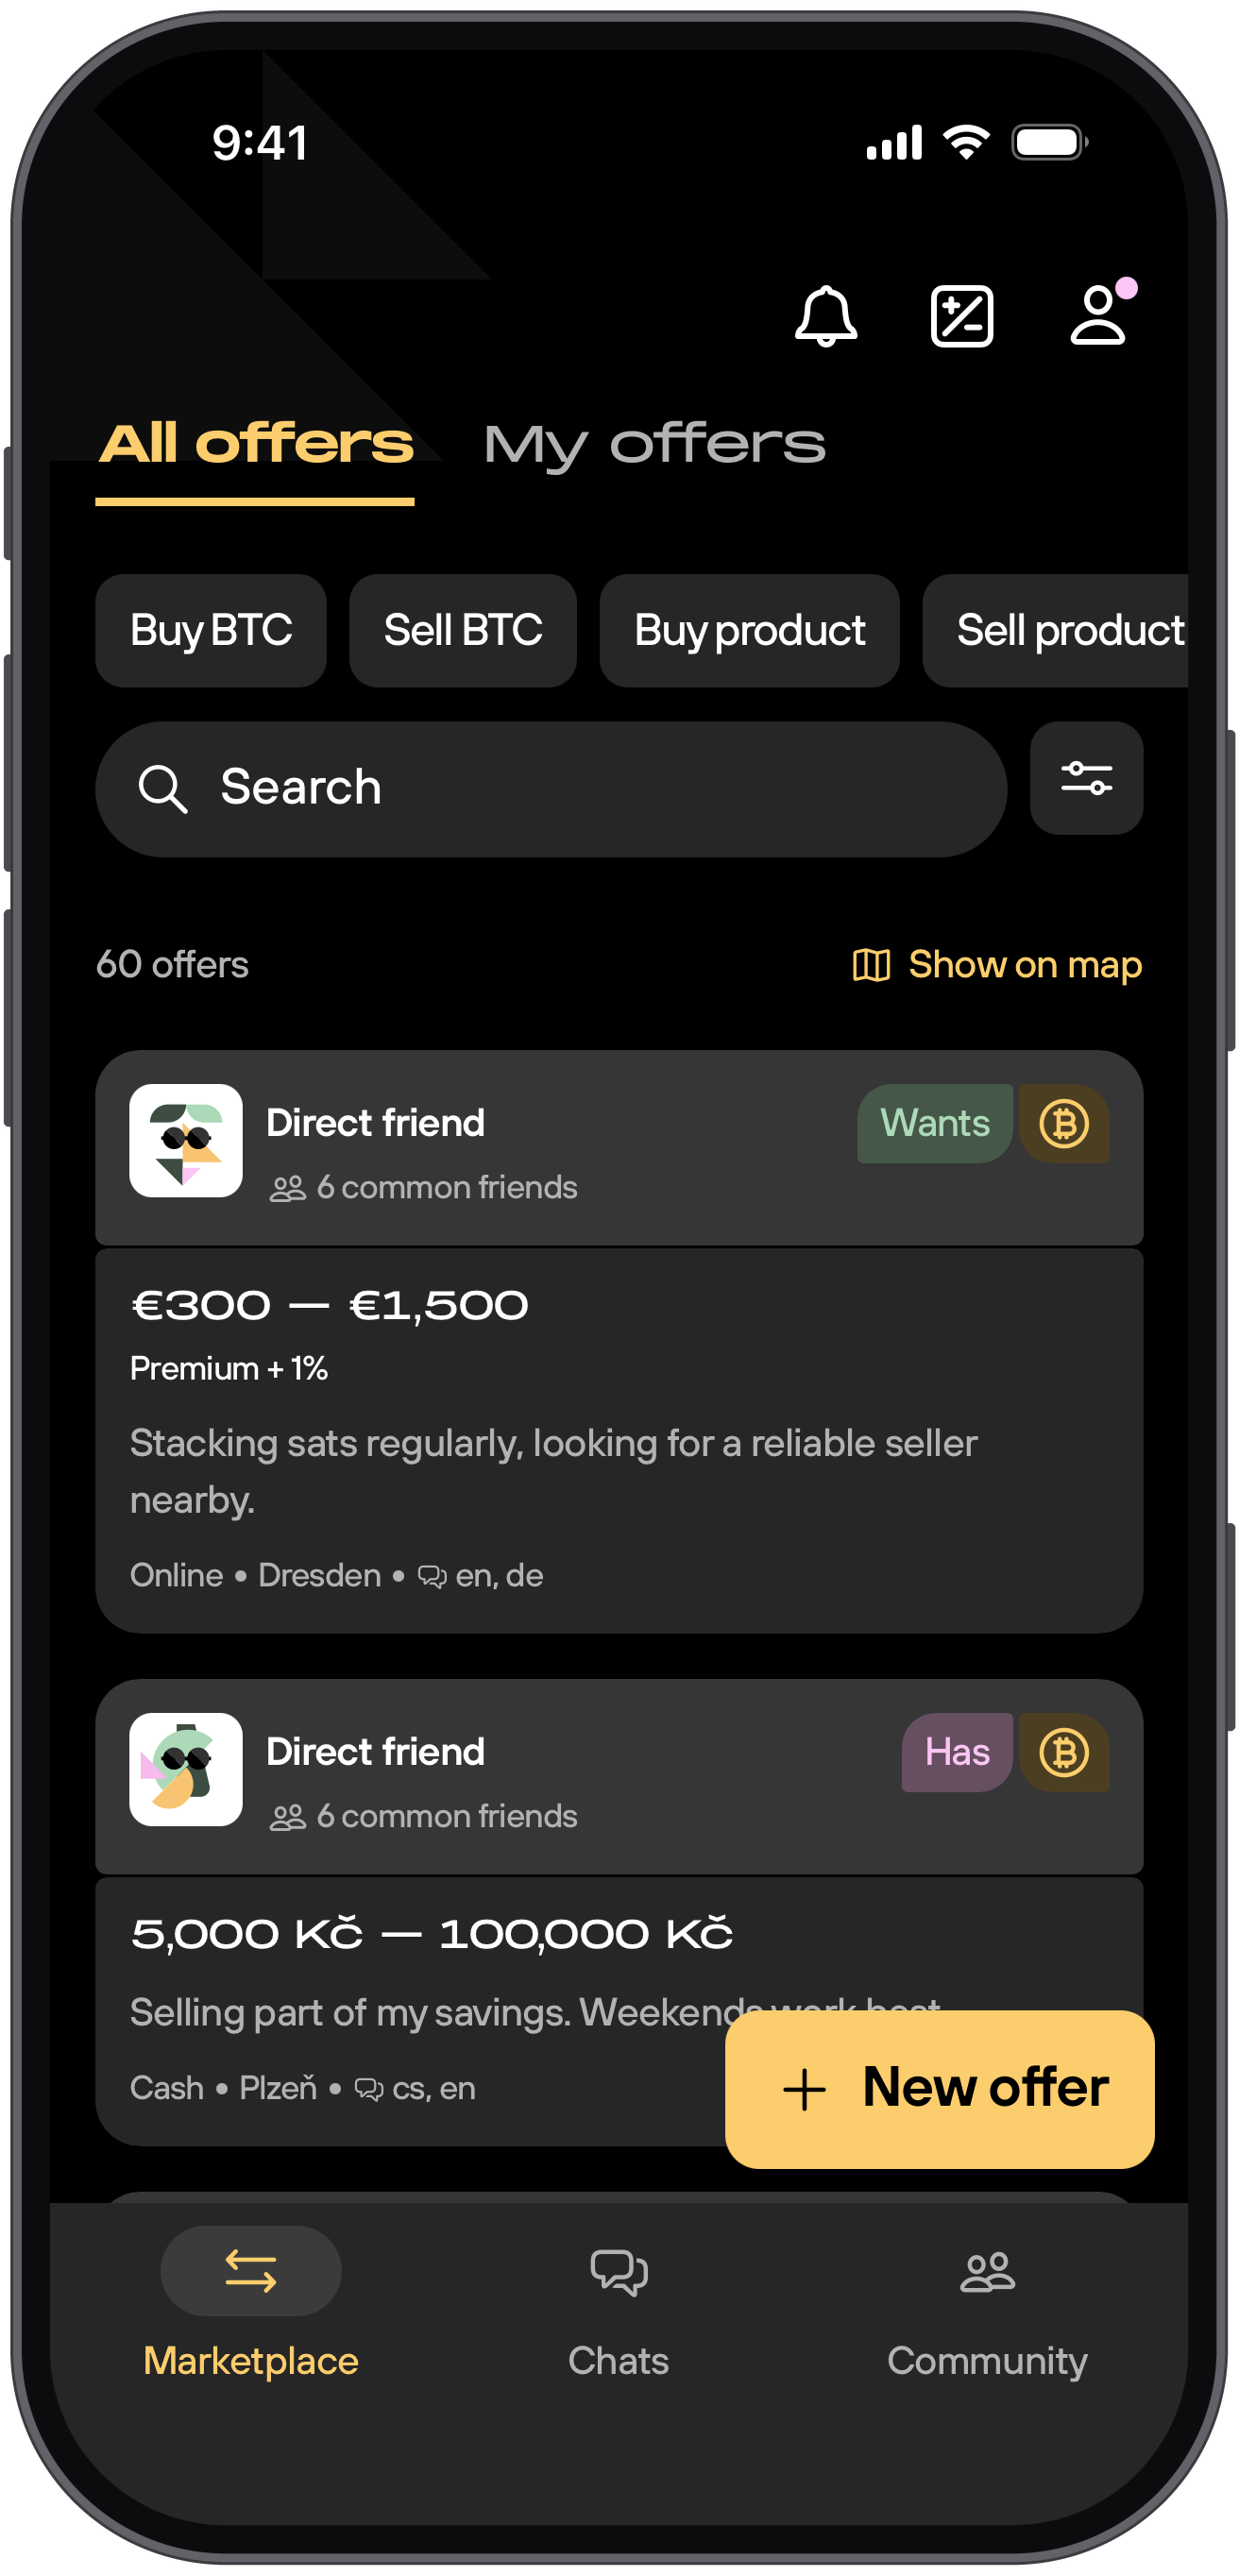 9:41
All offers My offers
Buy BTC Sell BTC Buy product Sell product
Search
60 offers Show on map
Direct friend Wants
6 common friends
€300 — €1,500
Premium + 1%
Stacking sats regularly, looking for a reliable seller
nearby.
Online • Dresden • en, de
Direct friend Has
6 common friends
5,000 Kč — 100,000 Kč
Selling part of my savings. Weekends work best
Cash • Plzeň • cs, en
+ New offer
Marketplace Chats Community